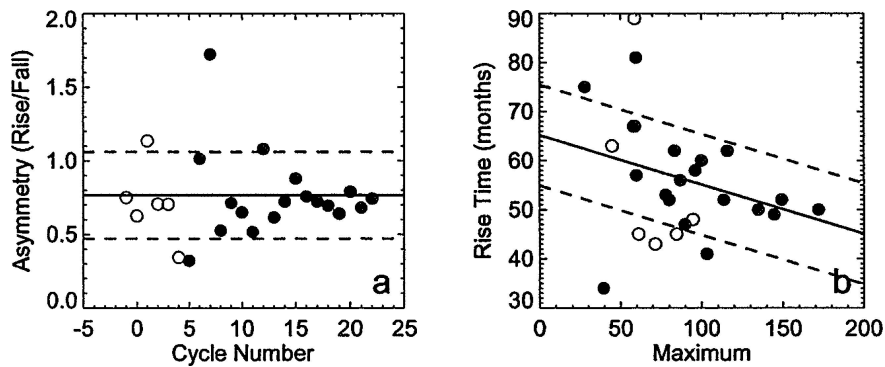 2.0
1.5
1.0
0.5
0.0
Asymmetry (Rise/Fall)
-5 0 5 10 15 20 25
Cycle Number
a
90
80
70
60
50
40
30
Rise Time (months)
0 50 100 150 200
Maximum
b